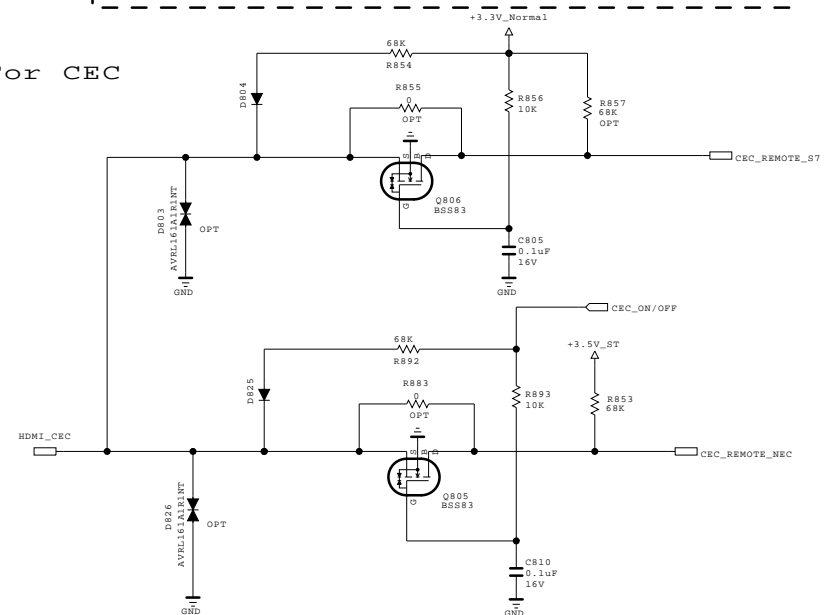 +3.3V_Normal
For CEC
68K
R854
D804
R855
0
OPT
R856
10K
R857
68K
OPT
S
B
D
CEC_REMOTE_S7
G
Q806
BSS83
D803
AVRL161A1R1NT
OPT
GND
C805
0.1uF
16V
GND
CEC_ON/OFF
68K
R892
+3.5V_ST
D825
R883
0
OPT
R893
10K
R853
68K
HDMI_CEC
S
B
D
CEC_REMOTE_NEC
G
Q805
BSS83
D826
AVRL161A1R1NT
OPT
GND
C810
0.1uF
16V
GND